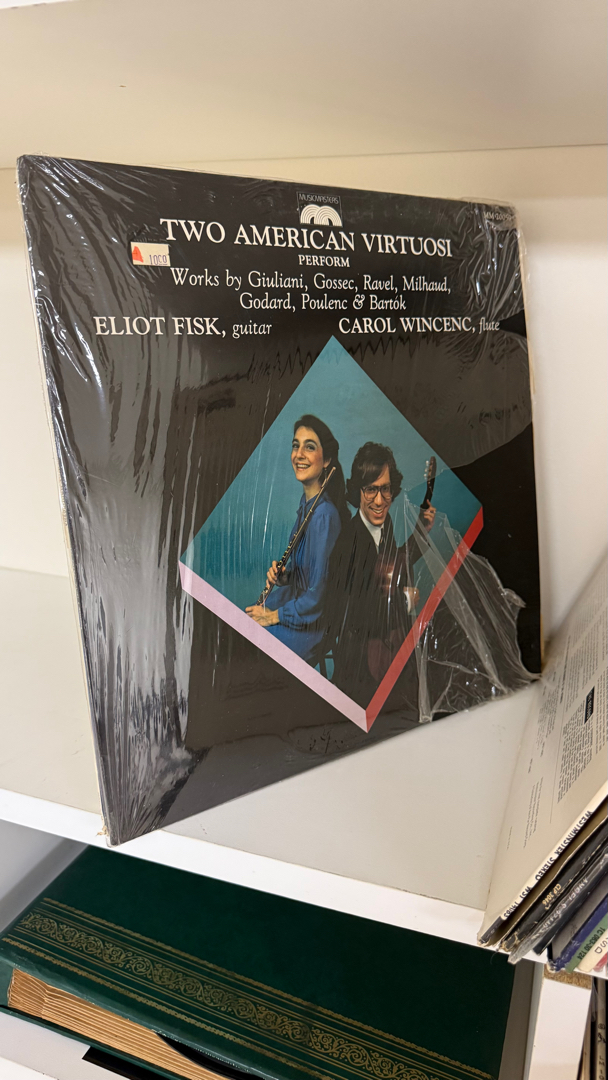 MUSICMASTERS
TWO AMERICAN VIRTUOSI
PERFORM
Works by Giuliani, Gossec, Ravel, Milhaud,
Godard, Poulenc & Bartók
ELIOT FISK, guitar
CAROL WINCENC, flute